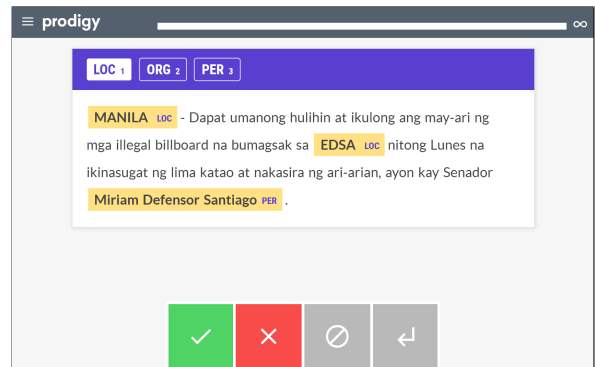 prodigy
LOC 1 ORG 2 PER 3
MANILA LOC - Dapat umanong hulihin at ikulong ang may-ari ng
mga illegal billboard na bumagsak sa EDSA LOC nitong Lunes na
ikinasugat ng lima katao at nakasira ng ari-arian, ayon kay Senador
Miriam Defensor Santiago PER .